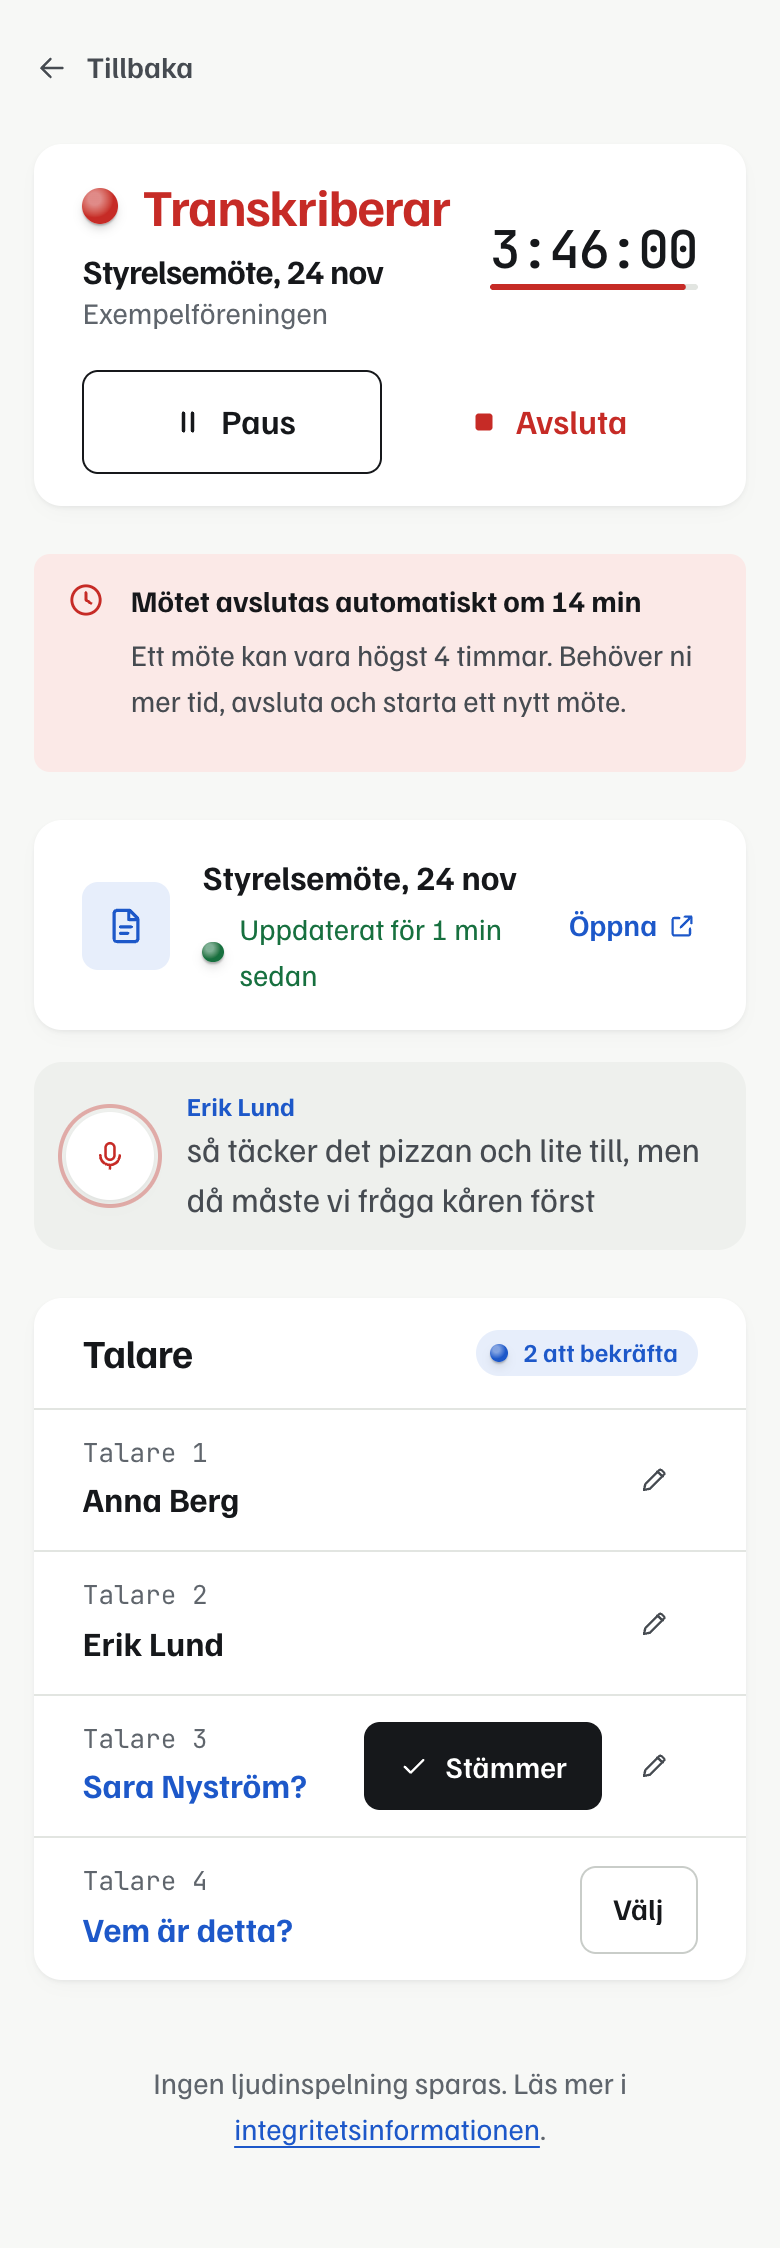 Tillbaka
Transkriberar
3:46:00
Styrelsemöte, 24 nov
Exempelföreningen
Paus
Avsluta
Mötet avslutas automatiskt om 14 min
Ett möte kan vara högst 4 timmar. Behöver ni
mer tid, avsluta och starta ett nytt möte.
Styrelsemöte, 24 nov
Uppdaterat för 1 min
sedan
Öppna
Erik Lund
så täcker det pizzan och lite till, men
då måste vi fråga kåren först
Talare
2 att bekräfta
Talare 1
Anna Berg
Talare 2
Erik Lund
Talare 3
Sara Nyström?
Stämmer
Talare 4
Vem är detta?
Välj
Ingen ljudinspelning sparas. Läs mer i
integritetsinformationen.